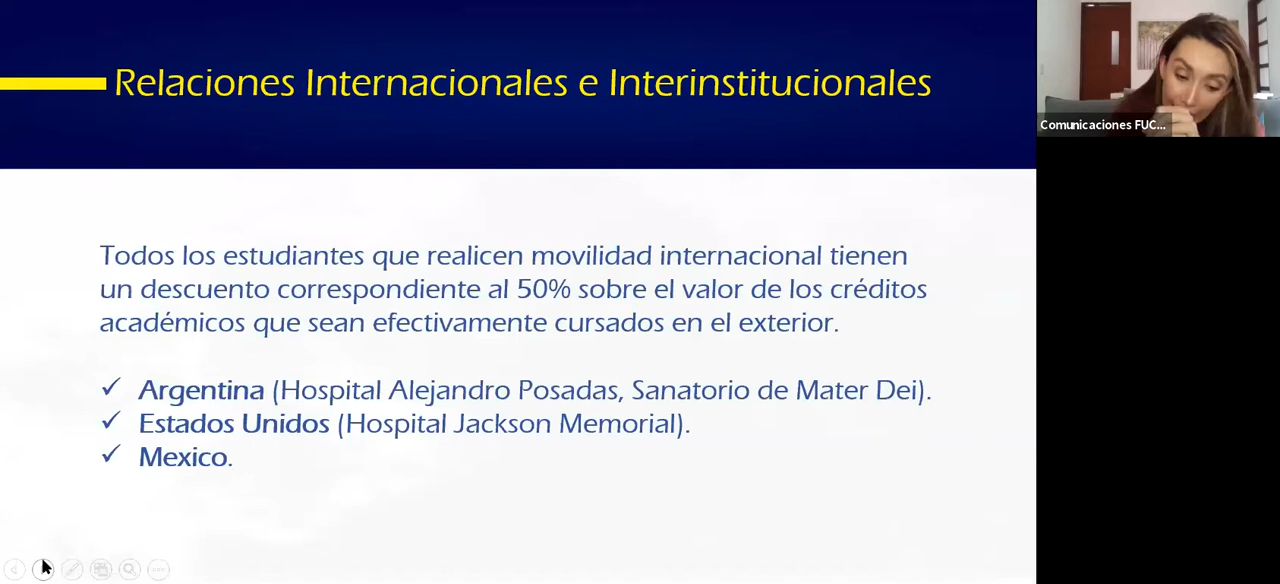 Relaciones Internacionales e Interinstitucionales
Comunicaciones FUC...
Todos los estudiantes que realicen movilidad internacional tienen
un descuento correspondiente al 50% sobre el valor de los créditos
académicos que sean efectivamente cursados en el exterior.
✓ Argentina (Hospital Alejandro Posadas, Sanatorio de Mater Dei).
✓ Estados Unidos (Hospital Jackson Memorial).
✓ Mexico.